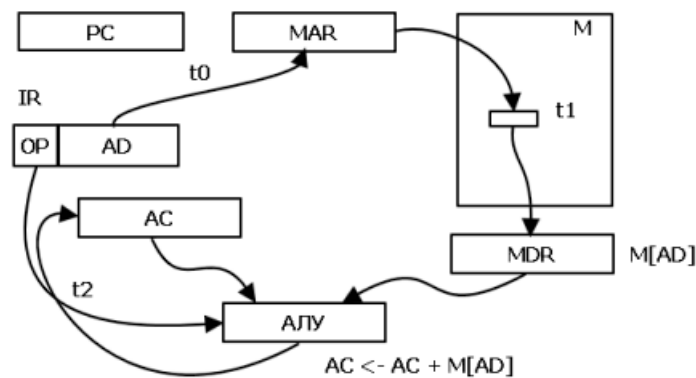 PC
MAR
M
t0
IR
t1
OP
AD
AC
MDR
M[AD]
t2
АЛУ
AC <- AC + M[AD]